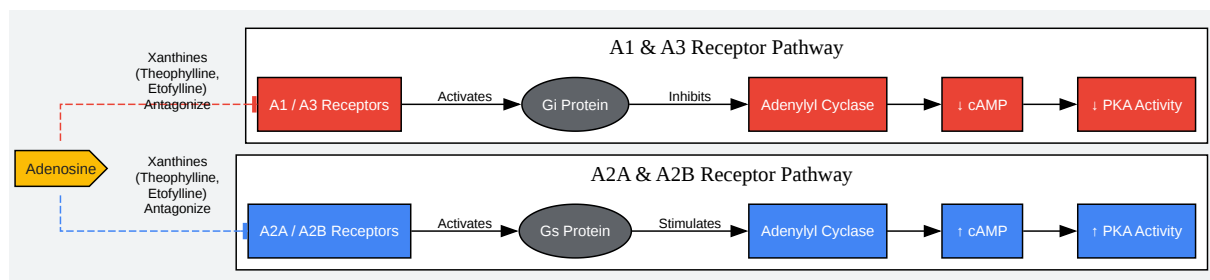 A1 & A3 Receptor Pathway
Xanthines
(Theophylline,
Etofylline)
Antagonize
A1 / A3 Receptors
Activates
Gi Protein
Inhibits
Adenylyl Cyclase
↓ cAMP
↓ PKA Activity
Adenosine
Xanthines
(Theophylline,
Etofylline)
Antagonize
A2A & A2B Receptor Pathway
A2A / A2B Receptors
Activates
Gs Protein
Stimulates
Adenylyl Cyclase
↑ cAMP
↑ PKA Activity